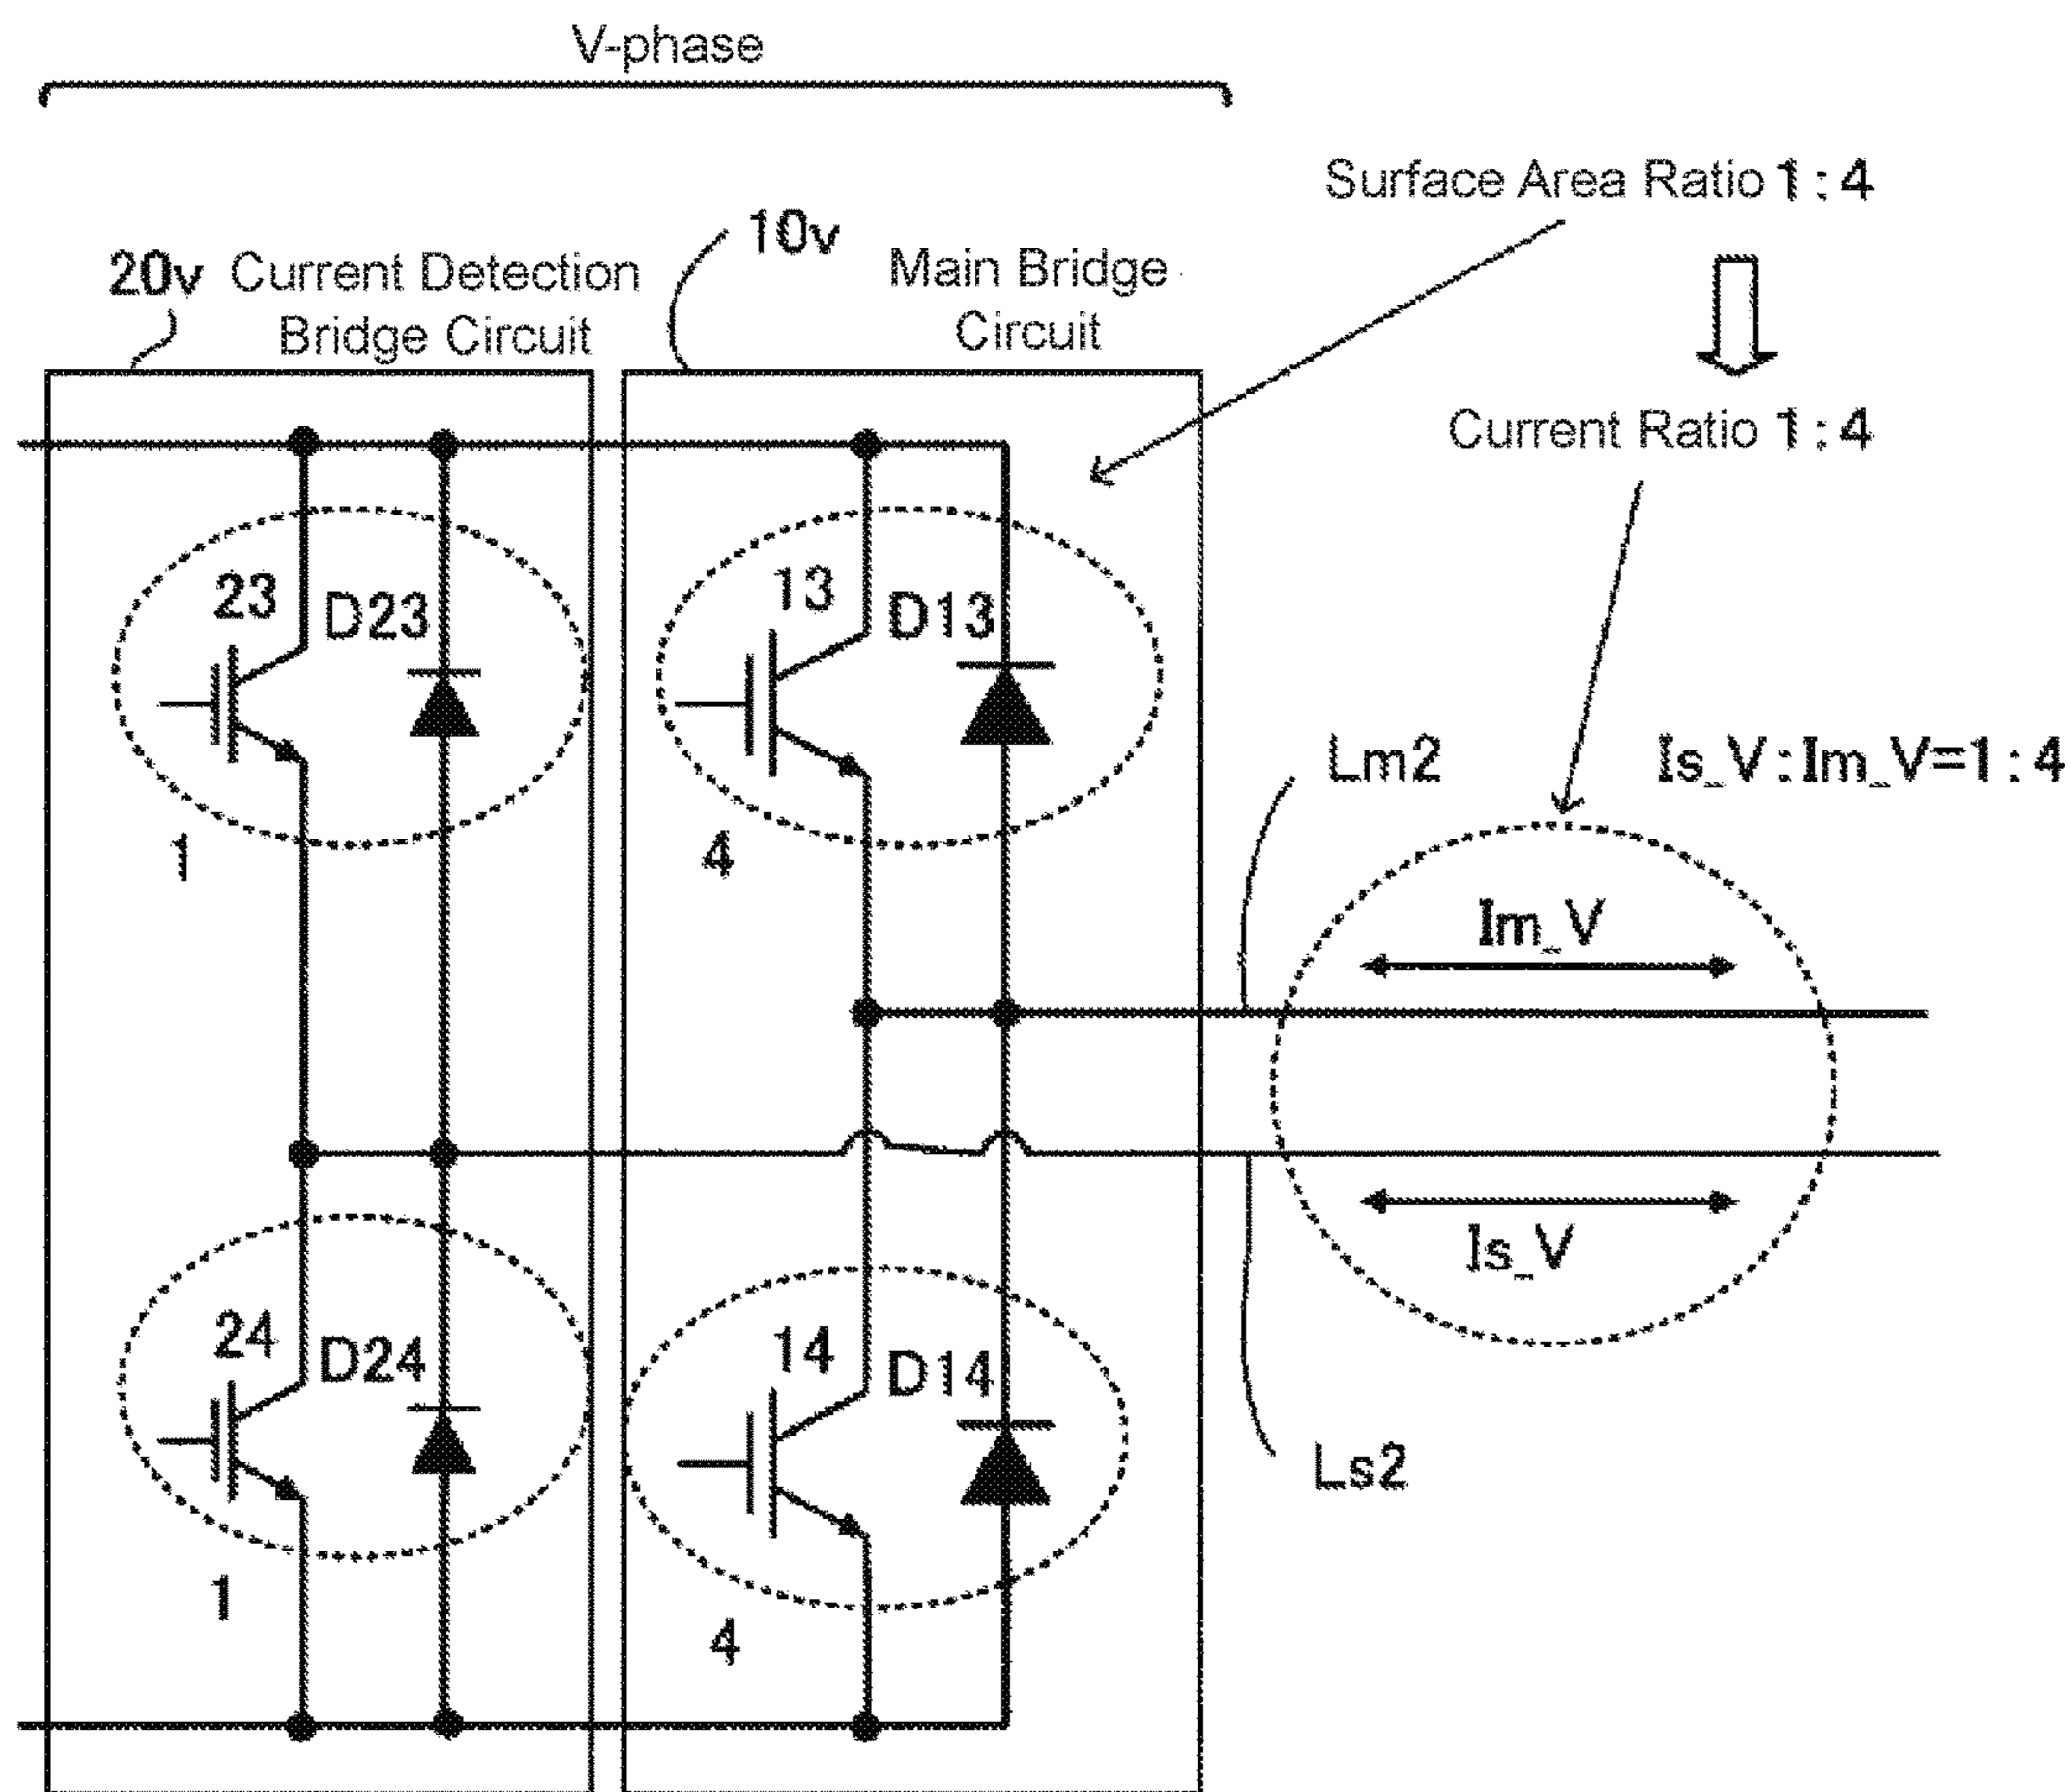 V-phase
Surface Area Ratio 1:4
10v
20v Current Detection
Bridge Circuit
Main Bridge
Circuit
Current Ratio 1:4
23
D23
13
D13
1
4
Lm2
Is_V:Im_V=1:4
Im_V
Is_V
24
D24
14
D14
Ls2
1
4